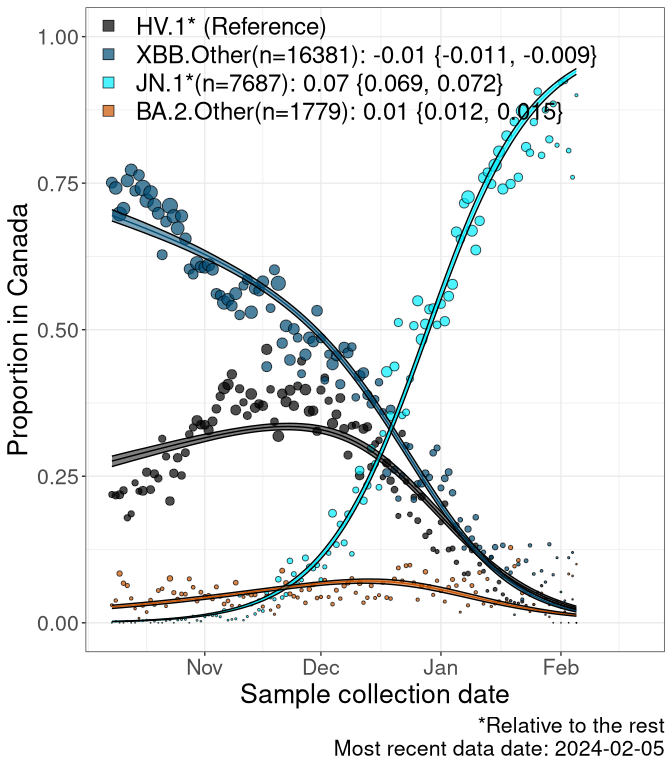 HV.1* (Reference)
XBB.Other(n=16381): -0.01 {-0.011, -0.009}
JN.1*(n=7687): 0.07 {0.069, 0.072}
BA.2.Other(n=1779): 0.01 {0.012, 0.015}
1.00
0.75
0.50
0.25
0.00
Proportion in Canada
Nov Dec Jan Feb
Sample collection date
*Relative to the rest
Most recent data date: 2024-02-05